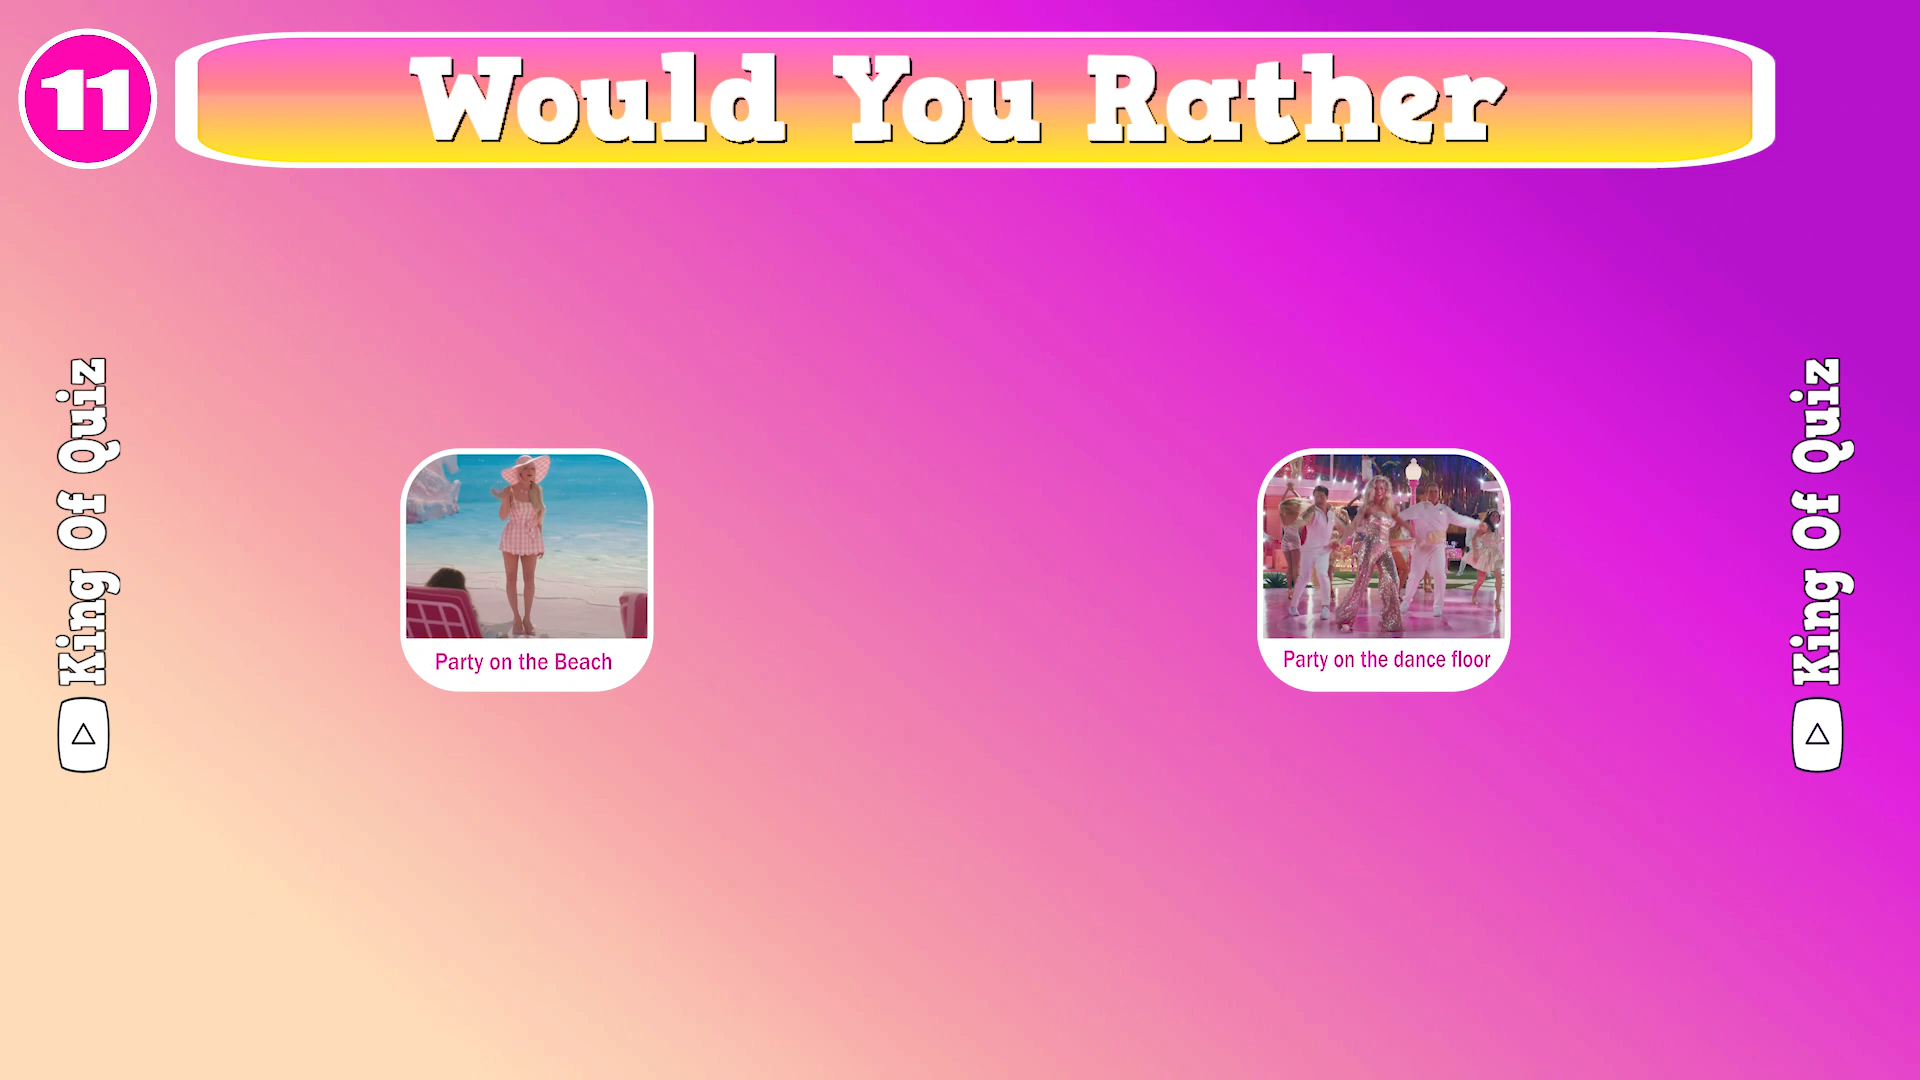 11
Would You Rather
King Of Quiz
King Of Quiz
Party on the Beach
Party on the dance floor